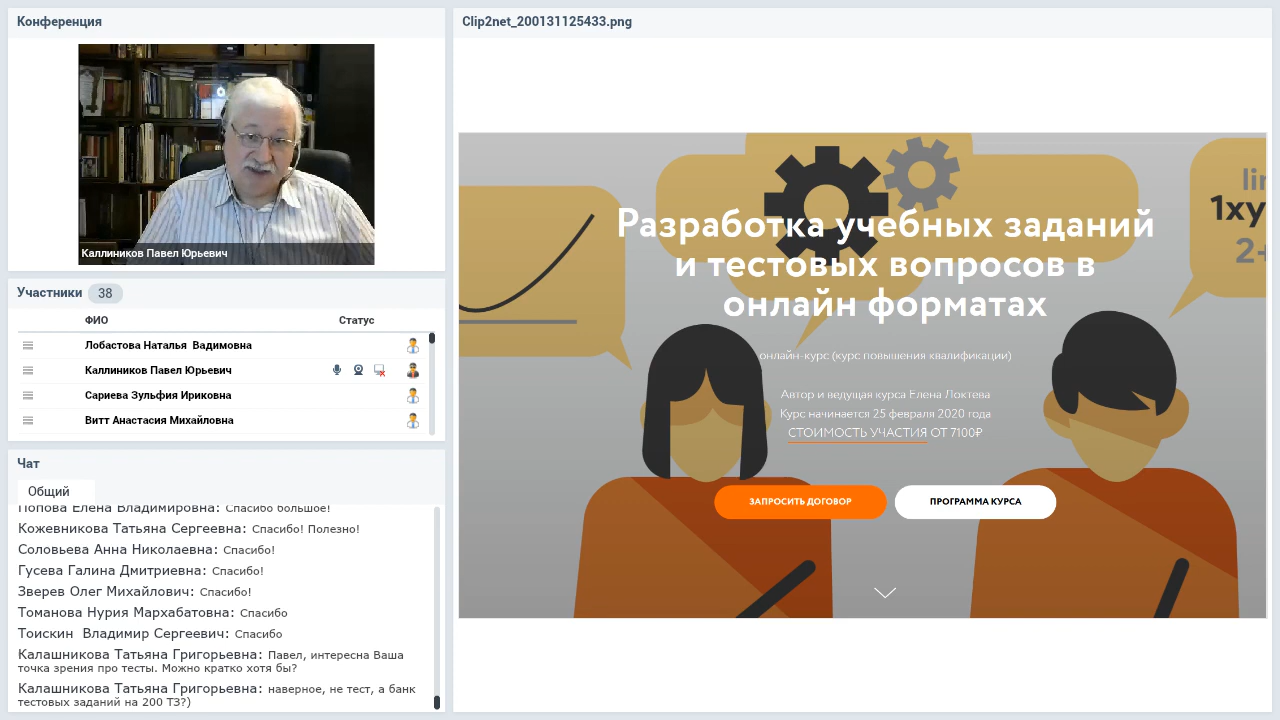 Конференция
Каллиников Павел Юрьевич
Участники 38
ФИО Статус
Лобастова Наталья Вадимовна
Каллиников Павел Юрьевич
Сариева Зульфия Ириковна
Витт Анастасия Михайловна
Чат
Общий
Попова Елена Владимировна: Спасибо большое!
Кожевникова Татьяна Сергеевна: Спасибо! Полезно!
Соловьева Анна Николаевна: Спасибо!
Гусева Галина Дмитриевна: Спасибо!
Зверев Олег Михайлович: Спасибо!
Томанова Нурия Мархабатовна: Спасибо
Тоискин Владимир Сергеевич: Спасибо
Калашникова Татьяна Григорьевна: Павел, интересна Ваша
точка зрения про тесты. Можно кратко хотя бы?
Калашникова Татьяна Григорьевна: наверное, не тест, а банк
тестовых заданий на 200 ТЗ?)
Clip2net_200131125433.png
Разработка учебных заданий
и тестовых вопросов в
онлайн форматах
онлайн-курс (курс повышения квалификации)
Автор и ведущая курса Елена Локтева
Курс начинается 25 февраля 2020 года
СТОИМОСТЬ УЧАСТИЯ ОТ 7100₽
ЗАПРОСИТЬ ДОГОВОР
ПРОГРАММА КУРСА